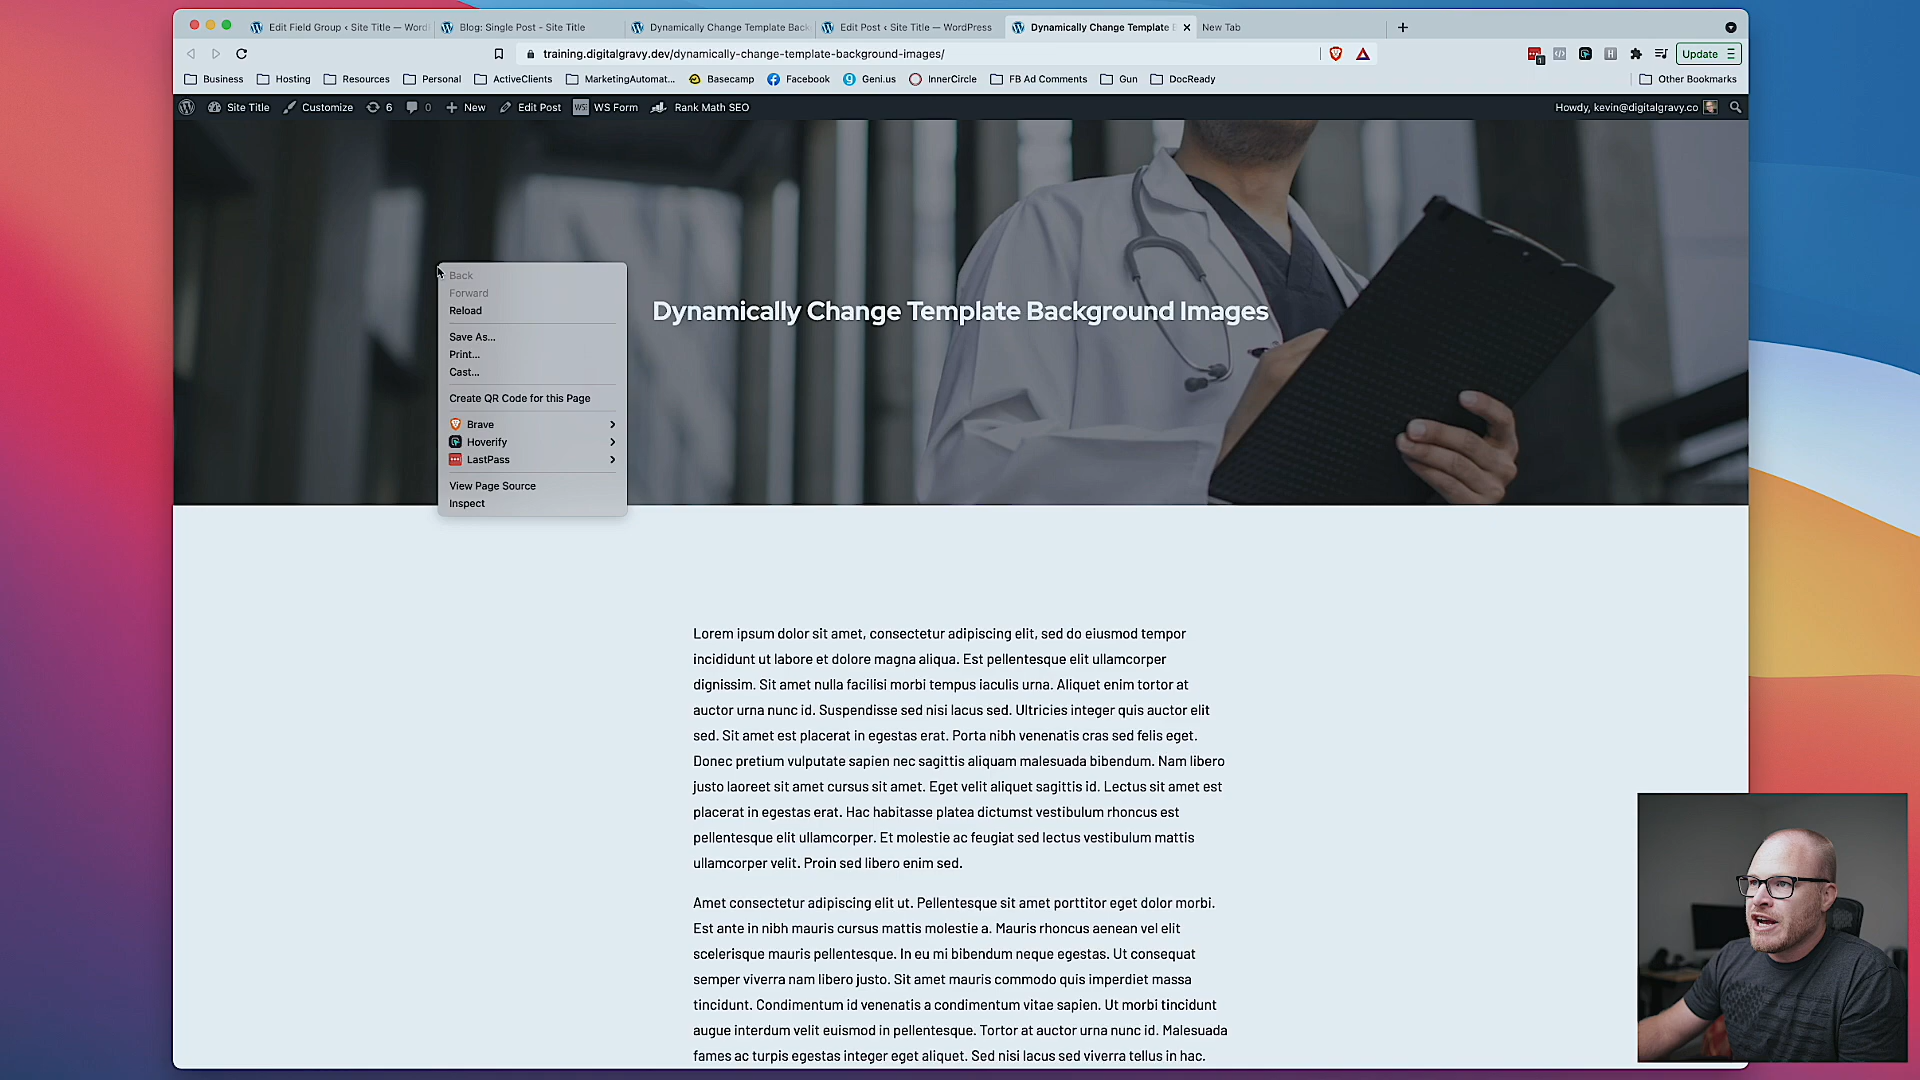 Edit Field Group ‹ Site Title — Word
Blog: Single Post - Site Title
Dynamically Change Template Bac
Edit Post ‹ Site Title — WordPress
Dynamically Change Template B
New Tab
training.digitalgravy.dev/dynamically-change-template-background-images/
Update
Business
Hosting
Resources
Personal
ActiveClients
MarketingAutomat...
Basecamp
Facebook
Geni.us
InnerCircle
FB Ad Comments
Gun
DocReady
Other Bookmarks
Site Title
Customize
6
0
New
Edit Post
WS Form
Rank Math SEO
Howdy, kevin@digitalgravy.co
Dynamically Change Template Background Images
Back
Forward
Reload
Save As...
Print...
Cast...
Create QR Code for this Page
Brave
Hoverify
LastPass
View Page Source
Inspect
Lorem ipsum dolor sit amet, consectetur adipiscing elit, sed do eiusmod tempor
incididunt ut labore et dolore magna aliqua. Est pellentesque elit ullamcorper
dignissim. Sit amet nulla facilisi morbi tempus iaculis urna. Aliquet enim tortor at
auctor urna nunc id. Suspendisse sed nisi lacus sed. Ultricies integer quis auctor elit
sed. Sit amet est placerat in egestas erat. Porta nibh venenatis cras sed felis eget.
Donec pretium vulputate sapien nec sagittis aliquam malesuada bibendum. Nam libero
justo laoreet sit amet cursus sit amet. Eget velit aliquet sagittis id. Lectus sit amet est
placerat in egestas erat. Hac habitasse platea dictumst vestibulum rhoncus est
pellentesque elit ullamcorper. Et molestie ac feugiat sed lectus vestibulum mattis
ullamcorper velit. Proin sed libero enim sed.
Amet consectetur adipiscing elit ut. Pellentesque sit amet porttitor eget dolor morbi.
Est ante in nibh mauris cursus mattis molestie a. Mauris rhoncus aenean vel elit
scelerisque mauris pellentesque. In eu mi bibendum neque egestas. Ut consequat
semper viverra nam libero justo. Sit amet mauris commodo quis imperdiet massa
tincidunt. Condimentum id venenatis a condimentum vitae sapien. Ut morbi tincidunt
augue interdum velit euismod in pellentesque. Tortor at auctor urna nunc id. Malesuada
fames ac turpis egestas integer eget aliquet. Sed nisi lacus sed viverra tellus in hac.